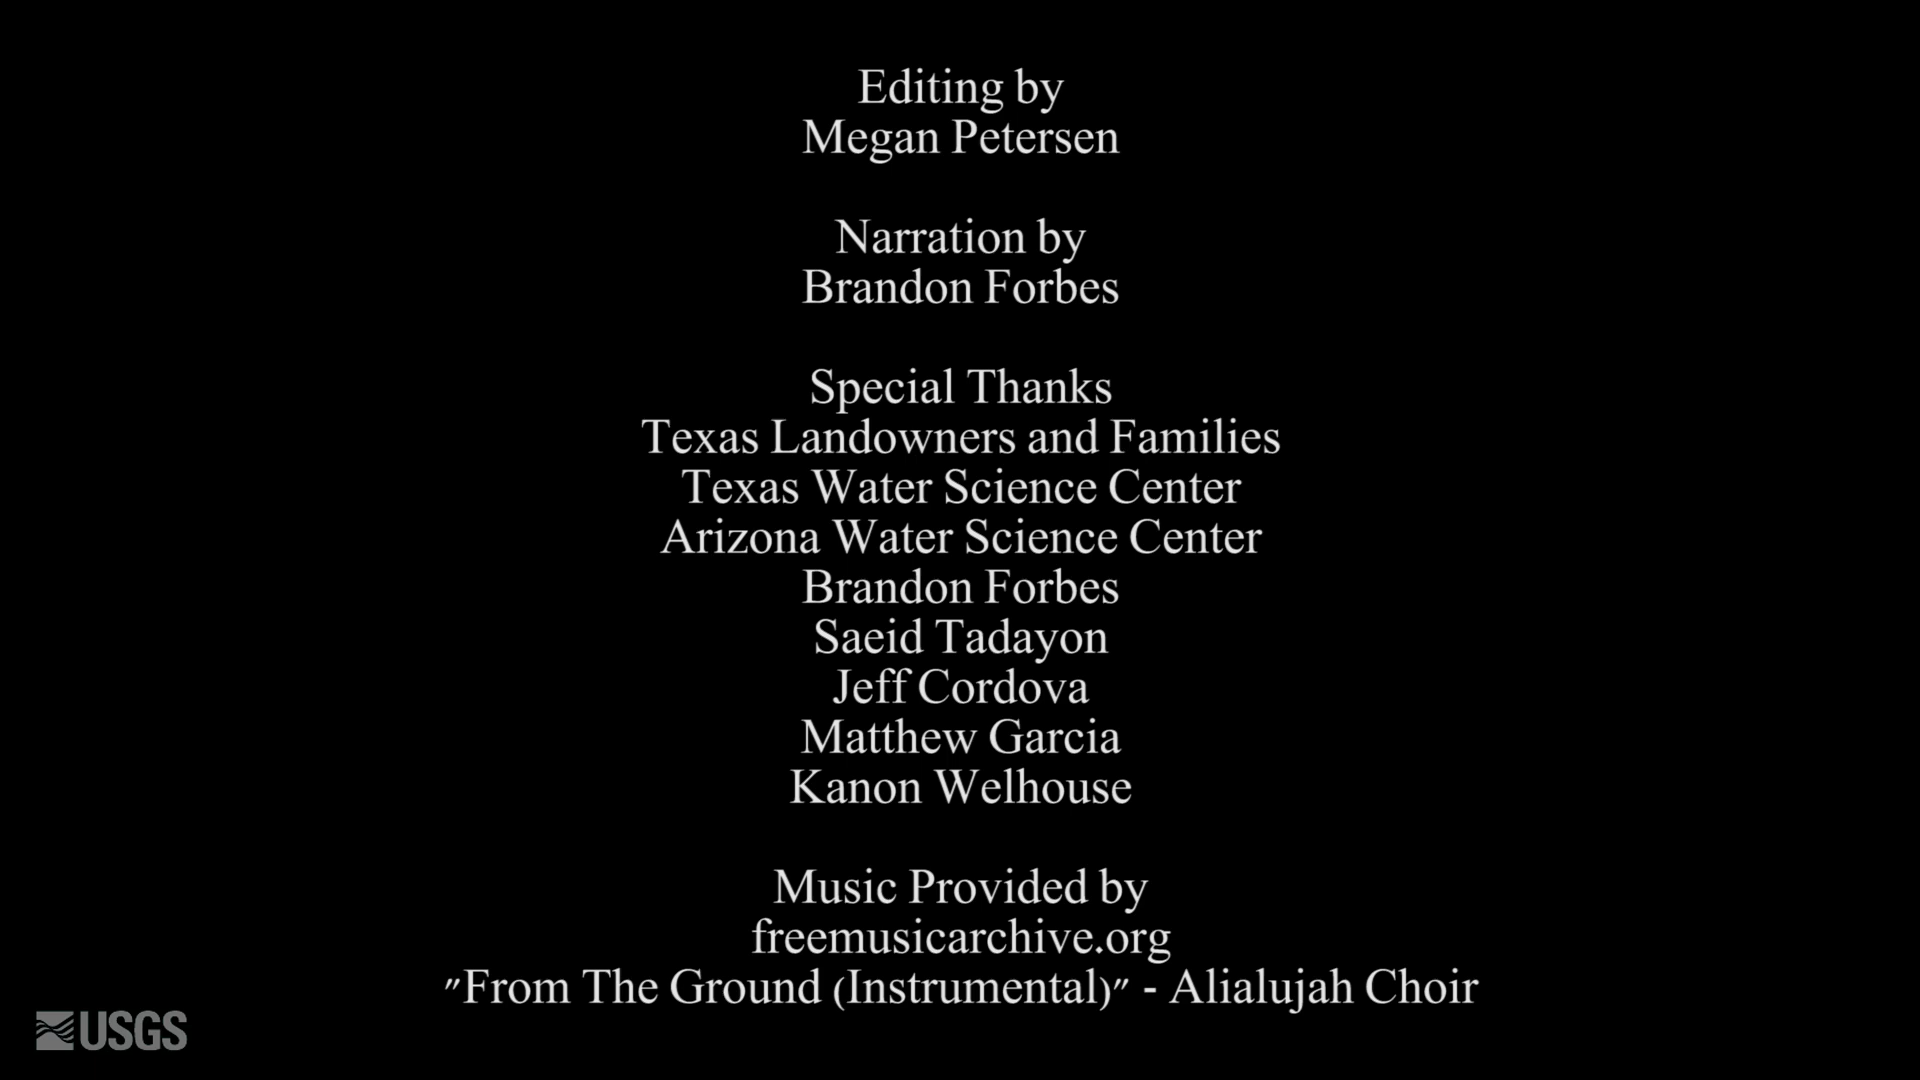 Editing by
Megan Petersen
Narration by
Brandon Forbes
Special Thanks
Texas Landowners and Families
Texas Water Science Center
Arizona Water Science Center
Brandon Forbes
Saeid Tadayon
Jeff Cordova
Matthew Garcia
Kanon Welhouse
Music Provided by
freemusicarchive.org
"From The Ground (Instrumental)" - Alialujah Choir
USGS